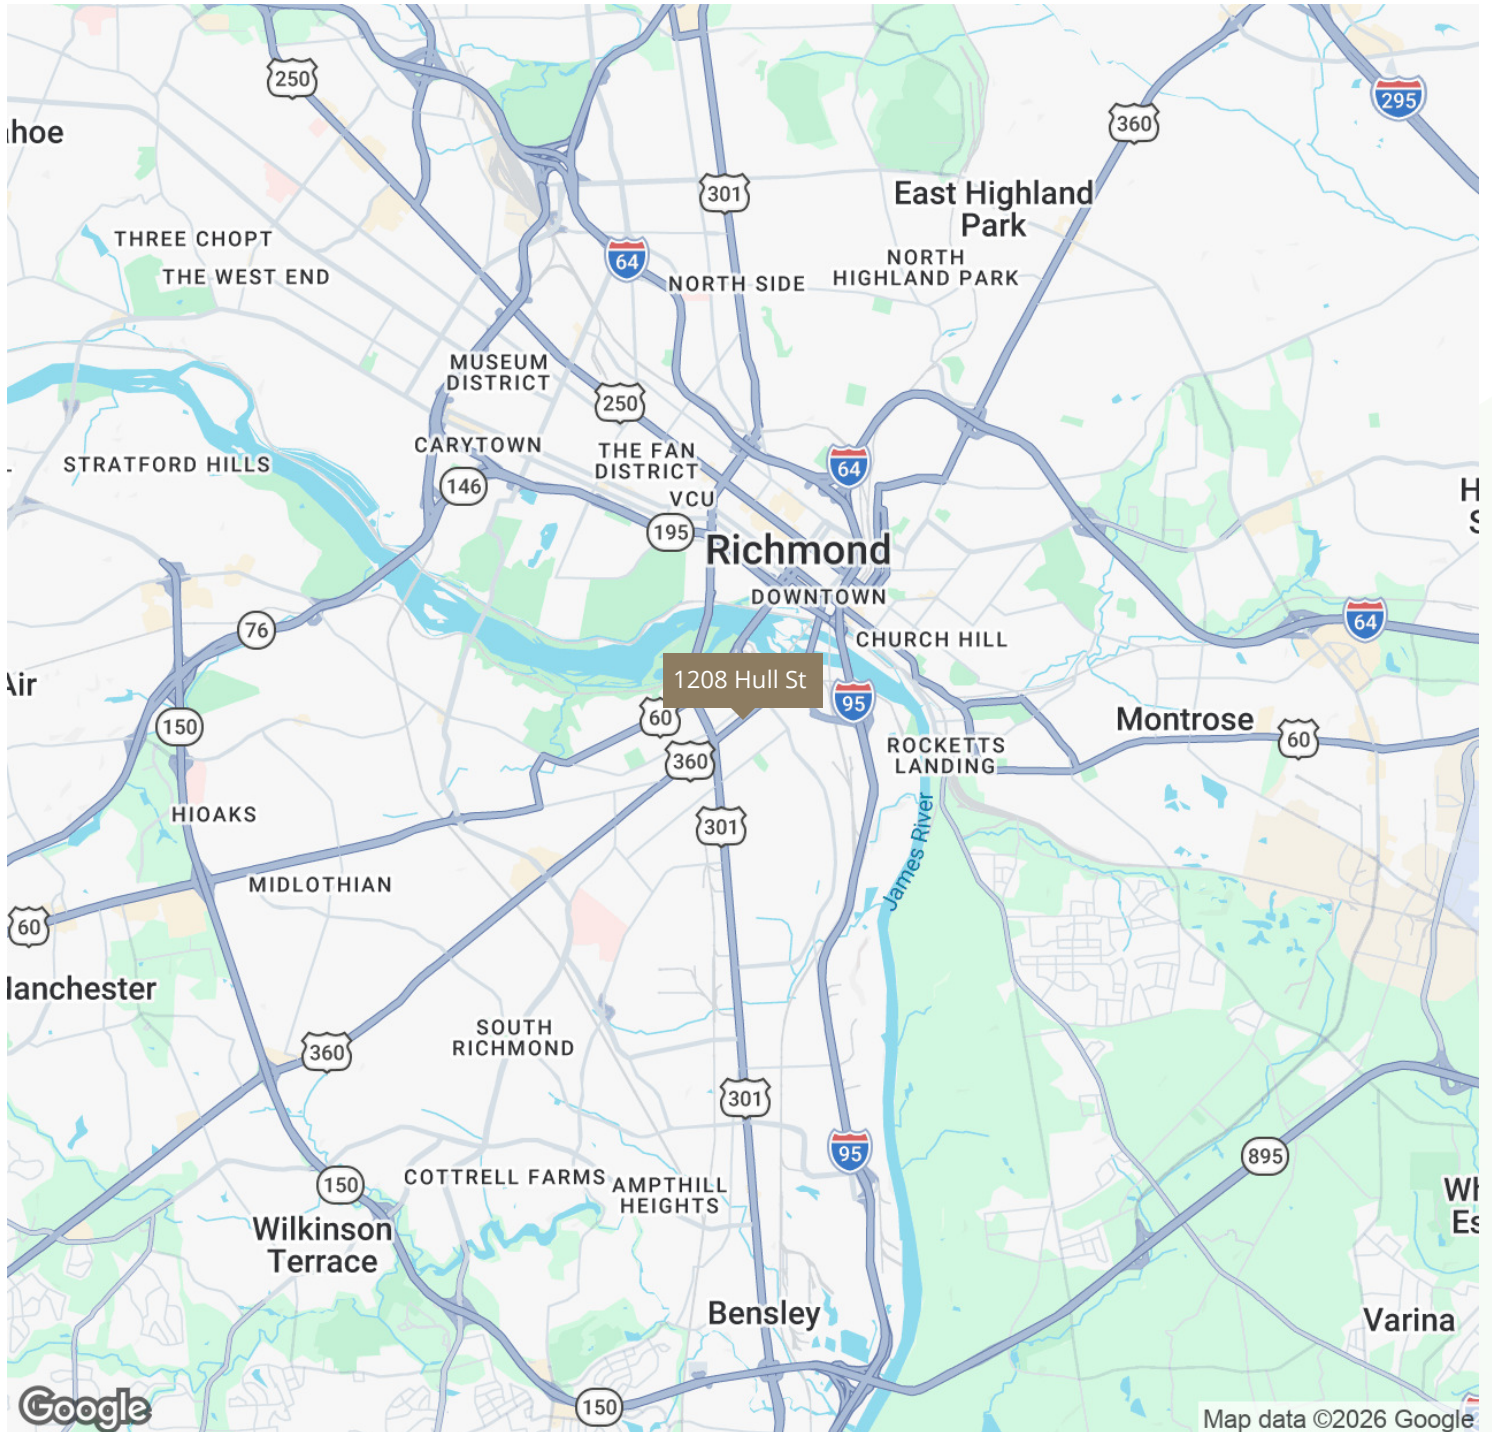 250
295
360
hoe
301
East Highland
Park
THREE CHOPT
NORTH
HIGHLAND PARK
64
THE WEST END
NORTH SIDE
MUSEUM
DISTRICT
250
CARYTOWN
THE FAN
DISTRICT
STRATFORD HILLS
64
146
VCU
195
Richmond
DOWNTOWN
64
76
CHURCH HILL
1208 Hull St
Air
95
60
150
Montrose
60
ROCKETTS
LANDING
360
HIOAKS
301
James River
MIDLOTHIAN
60
Manchester
SOUTH
RICHMOND
360
301
95
895
COTTRELL FARMS
150
AMPTHILL
HEIGHTS
Wilkinson
Terrace
Bensley
Varina
150
Google
Map data ©2026 Google